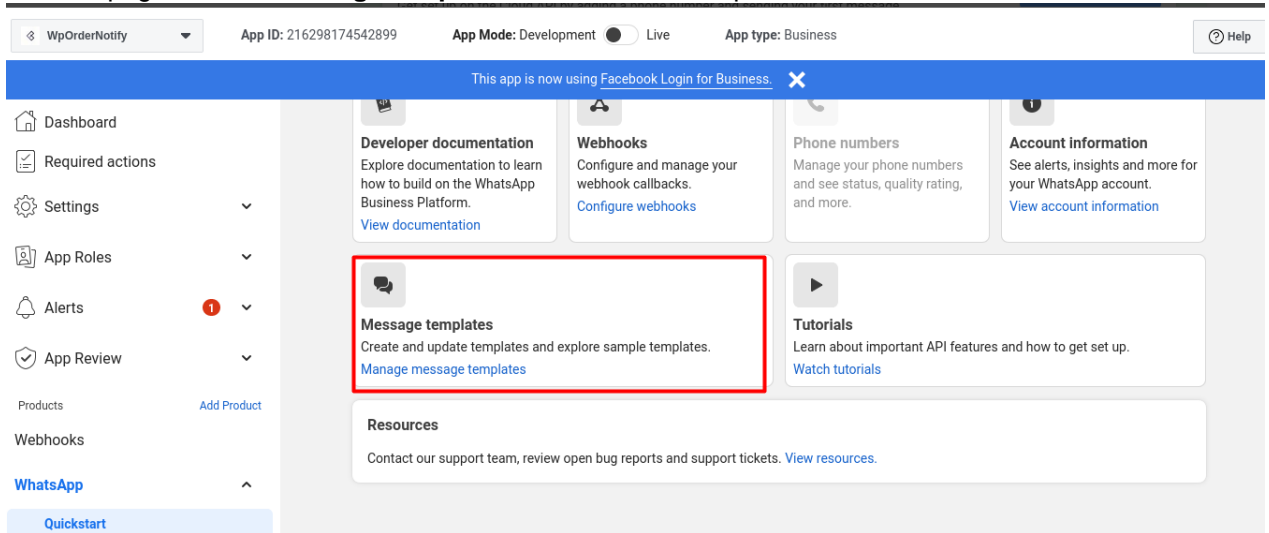 WpOrderNotify
App ID: 216298174542899
App Mode: Development
Live
App type: Business
Help
This app is now using Facebook Login for Business.
Dashboard
Required actions
Settings
App Roles
Alerts
1
App Review
Products
Add Product
Webhooks
WhatsApp
Quickstart
Developer documentation
Explore documentation to learn
how to build on the WhatsApp
Business Platform.
View documentation
Webhooks
Configure and manage your
webhook callbacks.
Configure webhooks
Phone numbers
Manage your phone numbers
and see status, quality rating,
and more.
Account information
See alerts, insights and more for
your WhatsApp account.
View account information
Message templates
Create and update templates and explore sample templates.
Manage message templates
Tutorials
Learn about important API features and how to get set up.
Watch tutorials
Resources
Contact our support team, review open bug reports and support tickets. View resources.